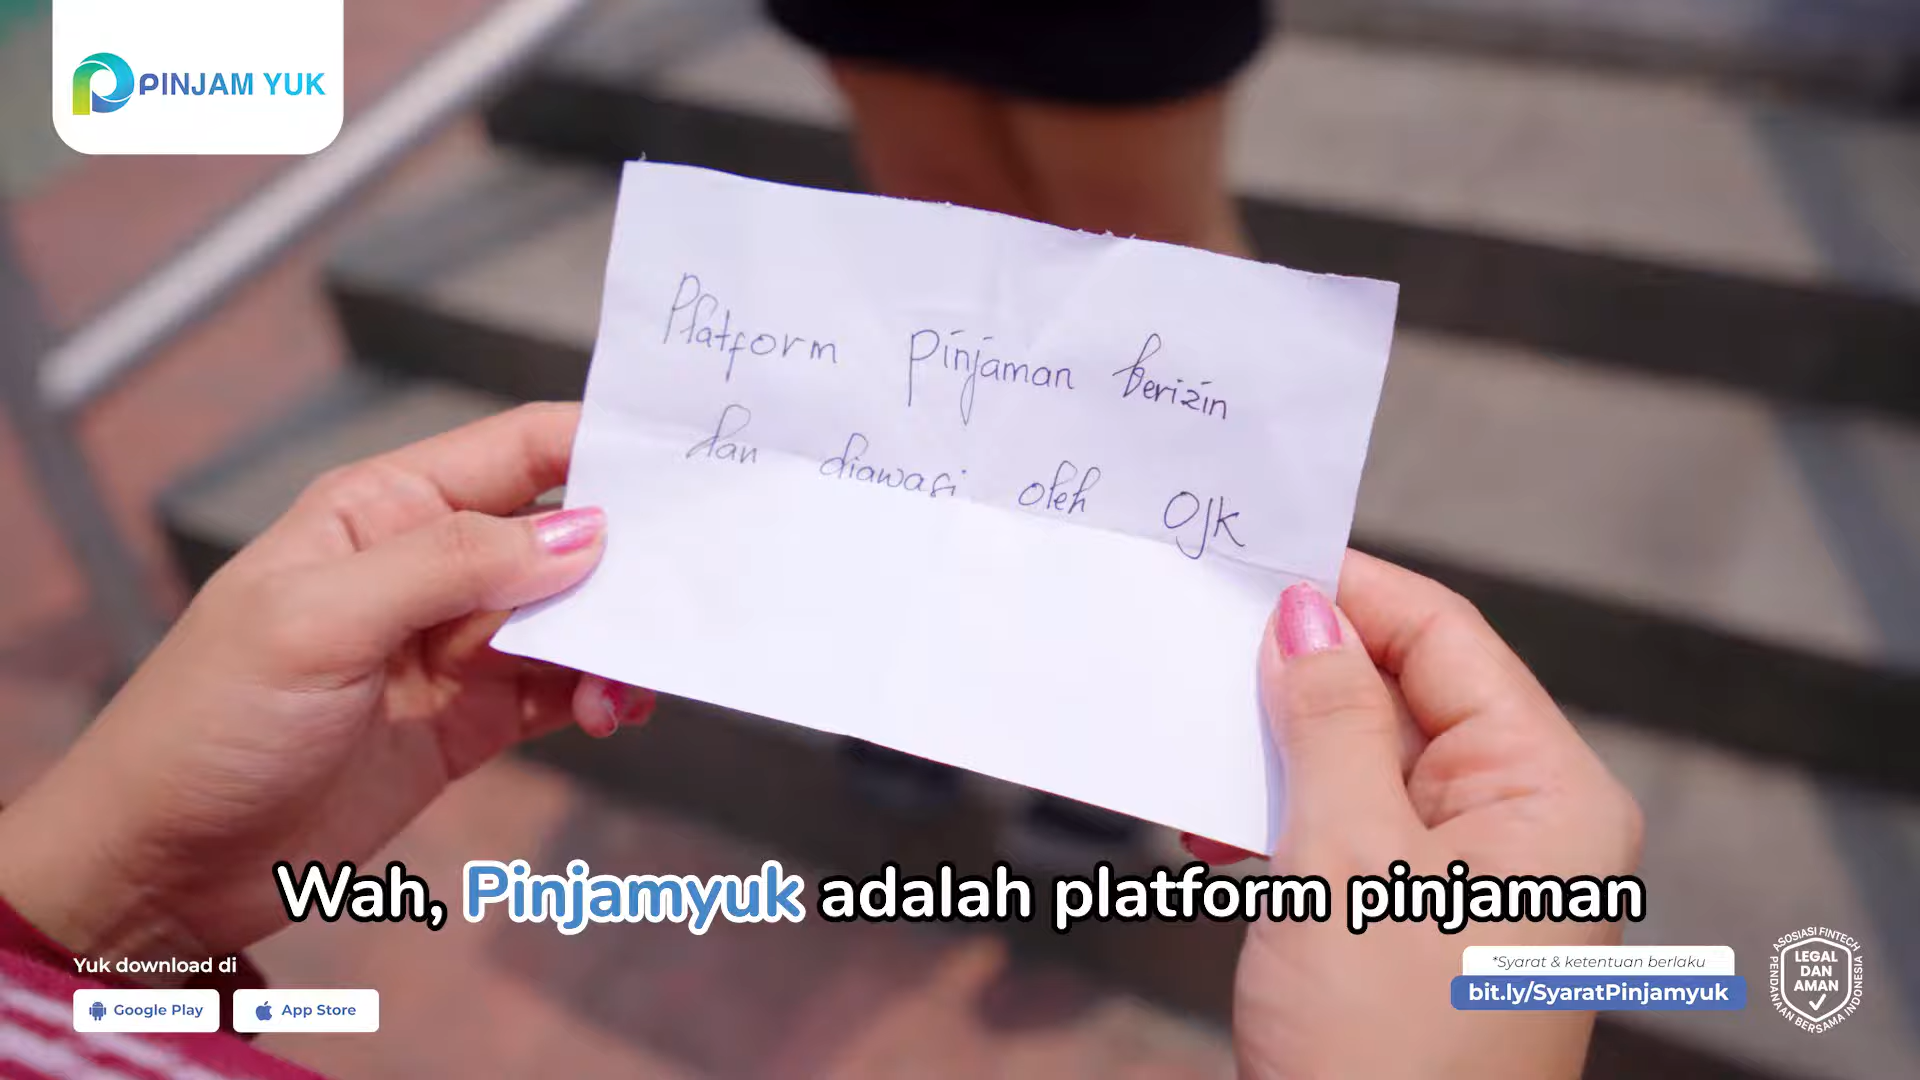 PINJAM YUK
Platform pinjaman berizin
dan diawasi oleh OJK
Wah, Pinjamyuk adalah platform pinjaman
Yuk download di
Google Play
App Store
*Syarat & ketentuan berlaku
bit.ly/SyaratPinjamyuk
ASOSIASI FINTECH
LEGAL
DAN
AMAN
PENDANAAN BERSAMA INDONESIA